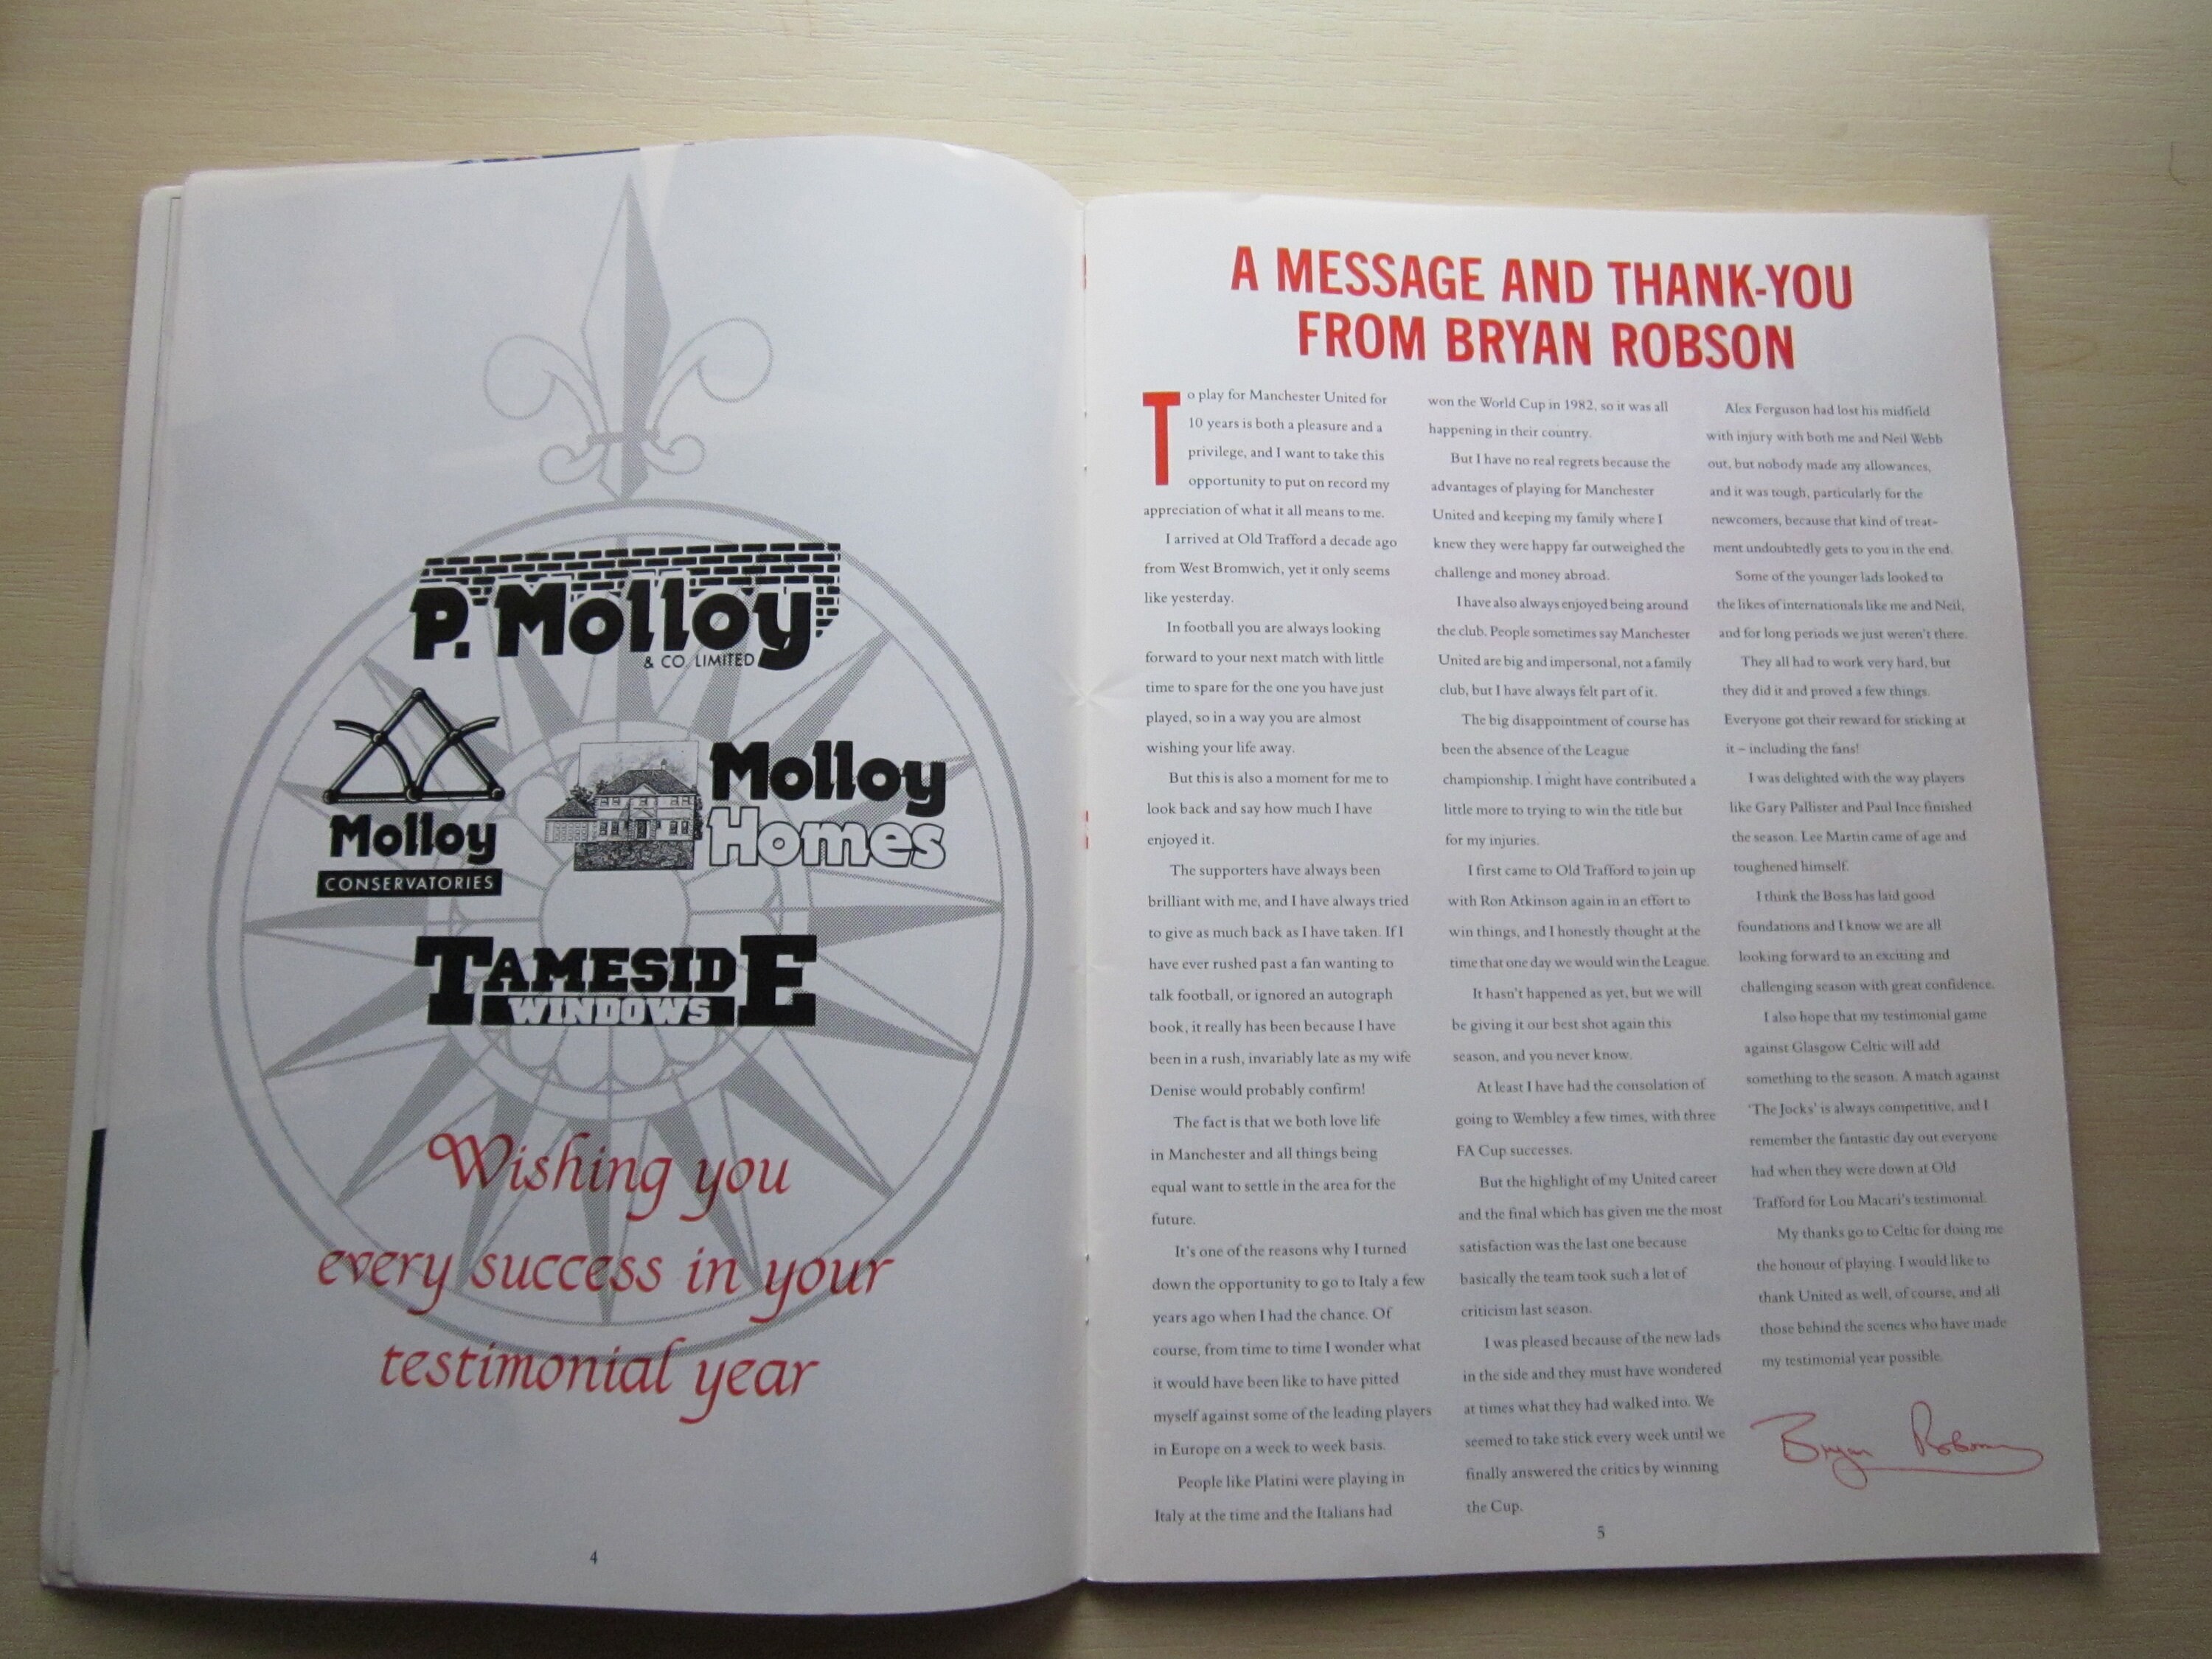 P. Molloy
& CO. LIMITED
Molloy
CONSERVATORIES
Molloy
Homes
TAMESIDE
WINDOWS
Wishing you
every success in your
testimonial year
4
A MESSAGE AND THANK-YOU
FROM BRYAN ROBSON
To play for Manchester United for
10 years is both a pleasure and a
privilege, and I want to take this
opportunity to put on record my
appreciation of what it all means to me.
I arrived at Old Trafford a decade ago
from West Bromwich, yet it only seems
like yesterday.
In football you are always looking
forward to your next match with little
time to spare for the one you have just
played, so in a way you are almost
wishing your life away.
But this is also a moment for me to
look back and say how much I have
enjoyed it.
The supporters have always been
brilliant with me, and I have always tried
to give as much back as I have taken. If I
have ever rushed past a fan wanting to
talk football, or ignored an autograph
book, it really has been because I have
been in a rush, invariably late as my wife
Denise would probably confirm!
The fact is that we both love life
in Manchester and all things being
equal want to settle in the area for the
future.
It's one of the reasons why I turned
down the opportunity to go to Italy a few
years ago when I had the chance. Of
course, from time to time I wonder what
it would have been like to have pitted
myself against some of the leading players
in Europe on a week to week basis.
People like Platini were playing in
Italy at the time and the Italians had
won the World Cup in 1982, so it was all
happening in their country.
But I have no real regrets because the
advantages of playing for Manchester
United and keeping my family where I
knew they were happy far outweighed the
challenge and money abroad.
I have also always enjoyed being around
the club. People sometimes say Manchester
United are big and impersonal, not a family
club, but I have always felt part of it.
The big disappointment of course has
been the absence of the League
championship. I might have contributed a
little more to trying to win the title but
for my injuries.
I first came to Old Trafford to join up
with Ron Atkinson again in an effort to
win things, and I honestly thought at the
time that one day we would win the League.
It hasn't happened as yet, but we will
be giving it our best shot again this
season, and you never know.
At least I have had the consolation of
going to Wembley a few times, with three
FA Cup successes.
But the highlight of my United career
and the final which has given me the most
satisfaction was the last one because
basically the team took such a lot of
criticism last season.
I was pleased because of the new lads
in the side and they must have wondered
at times what they had walked into. We
seemed to take stick every week until we
finally answered the critics by winning
the Cup.
Alex Ferguson had lost his midfield
with injury with both me and Neil Webb
out, but nobody made any allowances,
and it was tough, particularly for the
newcomers, because that kind of treat-
ment undoubtedly gets to you in the end.
Some of the younger lads looked to
the likes of internationals like me and Neil,
and for long periods we just weren't there.
They all had to work very hard, but
they did it and proved a few things.
Everyone got their reward for sticking at
it – including the fans!
I was delighted with the way players
like Gary Pallister and Paul Ince finished
the season. Lee Martin came of age and
toughened himself.
I think the Boss has laid good
foundations and I know we are all
looking forward to an exciting and
challenging season with great confidence.
I also hope that my testimonial game
against Glasgow Celtic will add
something to the season. A match against
'The Jocks' is always competitive, and I
remember the fantastic day out everyone
had when they were down at Old
Trafford for Lou Macari's testimonial.
My thanks go to Celtic for doing me
the honour of playing. I would like to
thank United as well, of course, and all
those behind the scenes who have made
my testimonial year possible.
Bryan Robson
5